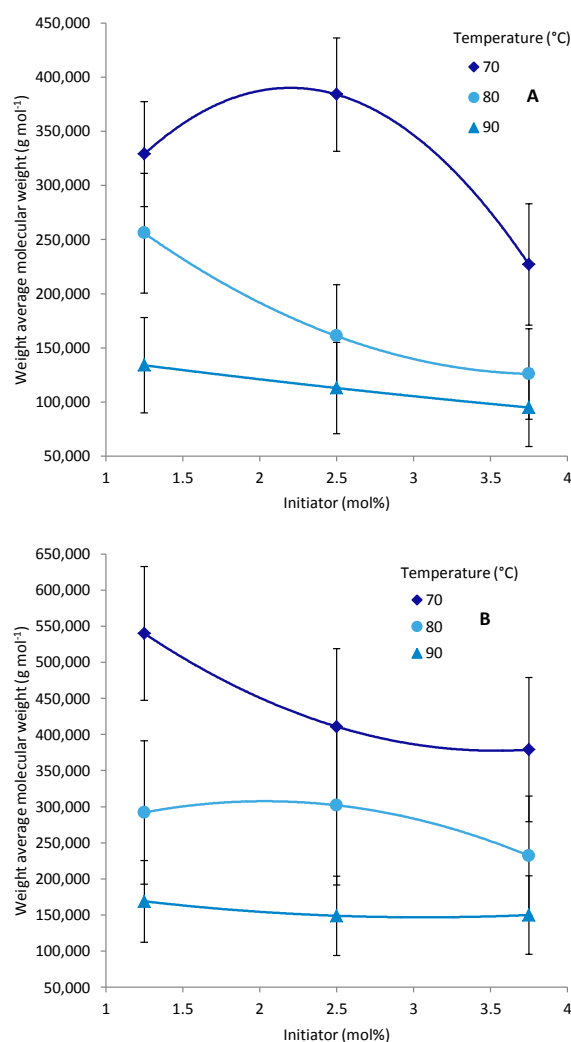 450,000
400,000
350,000
300,000
250,000
200,000
150,000
100,000
50,000
Weight average molecular weight (g mol⁻¹)
Temperature (°C)
70
80
90
A
1 1.5 2 2.5 3 3.5 4
Initiator (mol%)
650,000
600,000
550,000
500,000
450,000
400,000
350,000
300,000
250,000
200,000
150,000
100,000
50,000
Weight average molecular weight (g mol⁻¹)
Temperature (°C)
70
80
90
B
1 1.5 2 2.5 3 3.5 4
Initiator (mol%)